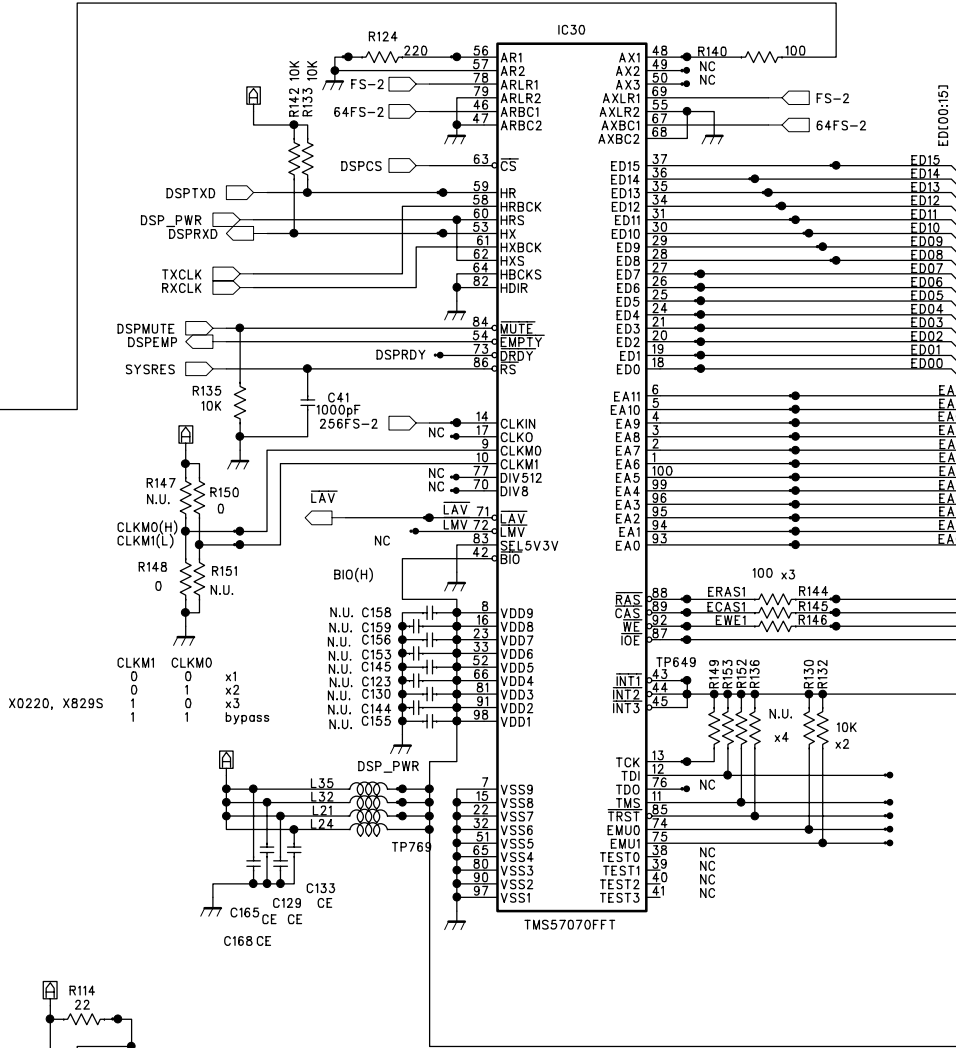 IC30
R124
220
R142 10K
R133 10K
A
FS-2
64FS-2
DSPCS
DSPTXD
DSP_PWR
DSPRXD
TXCLK
RXCLK
DSPMUTE
DSPEMP
DSPRDY
SYSRES
R135
10K
C41
1000pF
256FS-2
NC
A
R147
N.U.
R150
0
CLKM0(H)
CLKM1(L)
R148
0
R151
N.U.
NC
NC
LAV
LAV
LMV
NC
BIO(H)
56 AR1
57 AR2
78 ARLR1
79 ARLR2
46 ARBC1
47 ARBC2
63 CS
59 HR
58 HRBCK
60 HRS
53 HX
61 HXBCK
62 HXS
64 HBCKS
82 HDIR
84 MUTE
54 EMPTY
73 DRDY
86 RS
14 CLKIN
17 CLKO
9 CLKM0
10 CLKM1
77 DIV512
70 DIV8
71 LAV
72 LMV
83 SEL5V3V
42 BIO
N.U. C158 8 VDD9
N.U. C159 16 VDD8
N.U. C156 23 VDD7
N.U. C153 33 VDD6
N.U. C145 52 VDD5
N.U. C123 66 VDD4
N.U. C130 81 VDD3
N.U. C144 91 VDD2
N.U. C155 98 VDD1
CLKM1 CLKM0
0 0 x1
0 1 x2
X0220, X829S 1 0 x3
1 1 bypass
A
DSP_PWR
L35
L32
L21
L24
TP769
C133
CE
C129
CE
C165
CE
C168 CE
7 VSS9
15 VSS8
22 VSS7
32 VSS6
51 VSS5
65 VSS4
80 VSS3
90 VSS2
97 VSS1
AX1 48 R140 100
AX2 49 NC
AX3 50 NC
AXLR1 69 FS-2
AXLR2 55
AXBC1 67 64FS-2
AXBC2 68
ED[00:15]
ED15 37 ED15
ED14 36 ED14
ED13 35 ED13
ED12 34 ED12
ED11 31 ED11
ED10 30 ED10
ED9 29 ED09
ED8 28 ED08
ED7 27 ED07
ED6 26 ED06
ED5 25 ED05
ED4 24 ED04
ED3 21 ED03
ED2 20 ED02
ED1 19 ED01
ED0 18 ED00
EA11 6 EA
EA10 5 EA
EA9 4 EA
EA8 3 EA
EA7 2 EA
EA6 1 EA
EA5 100 EA
EA4 99 EA
EA3 96 EA
EA2 95 EA
EA1 94 EA
EA0 93 EA
100 x3
RAS 88 ERAS1 R144
CAS 89 ECAS1 R145
WE 92 EWE1 R146
IOE 87
TP649
INT1 43
INT2 44
INT3 45
R149
R153
R152
R136
R130
R132
N.U.
x4
10K
x2
TCK 13
TDI 12
TDO 76 NC
TMS 11
TRST 85
EMU0 74
EMU1 75
TEST0 38 NC
TEST1 39 NC
TEST2 40 NC
TEST3 41 NC
TMS57070FFT
A
R114
22